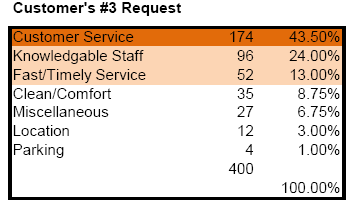 Customer's #3 Request
Customer Service 174 43.50%
Knowledgable Staff 96 24.00%
Fast/Timely Service 52 13.00%
Clean/Comfort 35 8.75%
Miscellaneous 27 6.75%
Location 12 3.00%
Parking 4 1.00%
400
100.00%